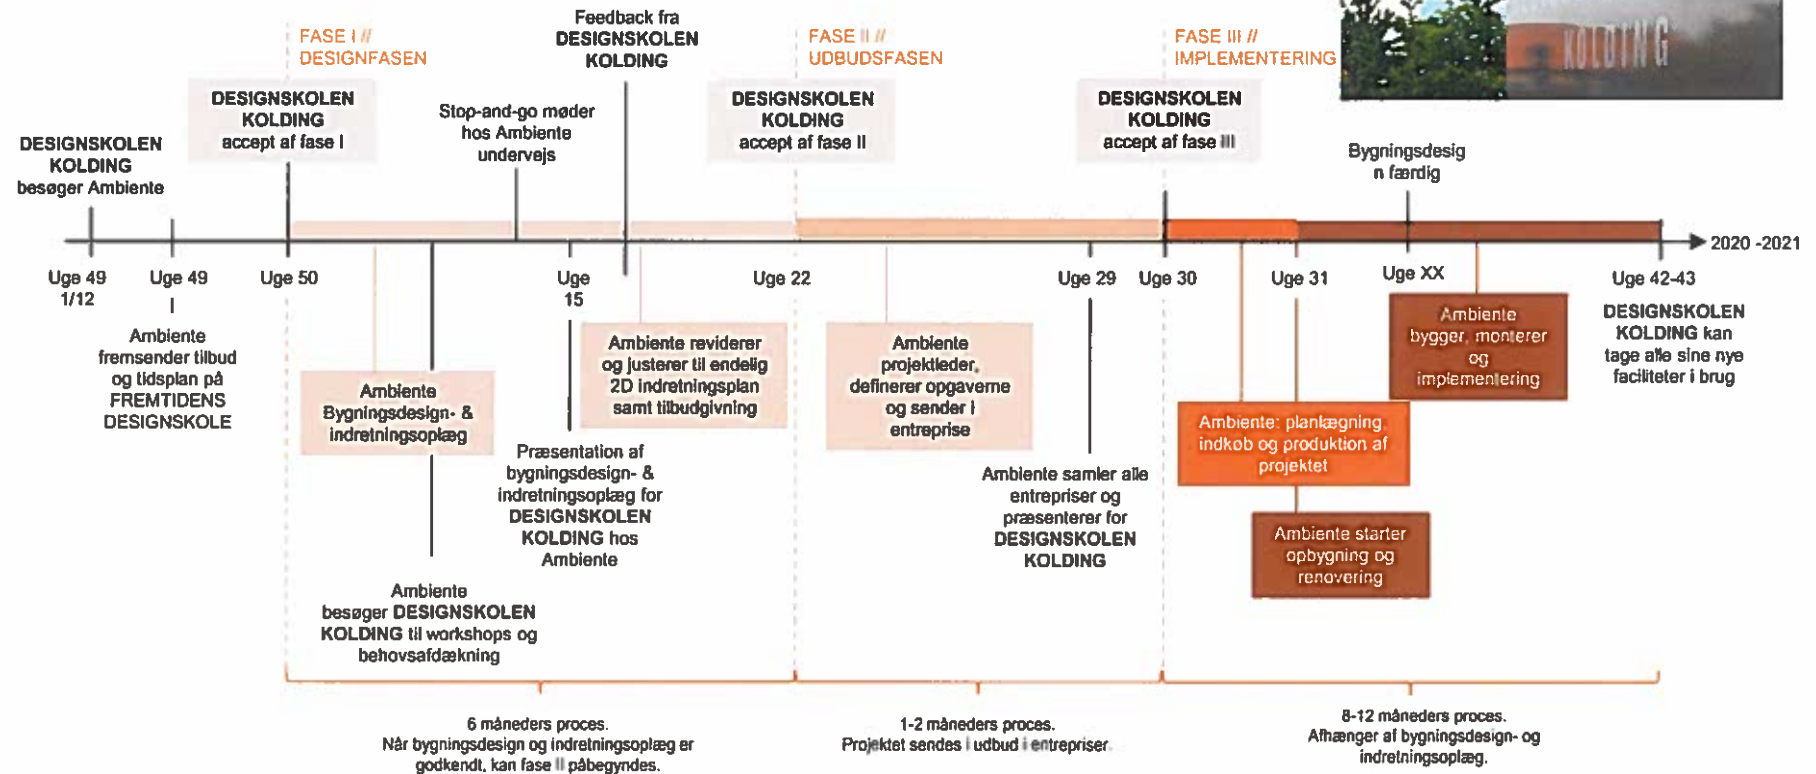 FASE I //
DESIGNFASEN
Feedback fra
DESIGNSKOLEN
KOLDING
FASE II //
UDBUDSFASEN
FASE III //
IMPLEMENTERING
KOLDING
DESIGNSKOLEN
KOLDING
besøger Ambiente
DESIGNSKOLEN
KOLDING
accept af fase I
Stop-and-go møder
hos Ambiente
undervejs
DESIGNSKOLEN
KOLDING
accept af fase II
DESIGNSKOLEN
KOLDING
accept af fase III
Bygningsdesig
n færdig
2020 -2021
Uge 49
1/12
Uge 49
Uge 50
Uge
15
Uge 22
Uge 29
Uge 30
Uge 31
Uge XX
Uge 42-43
Ambiente
fremsender tilbud
og tidsplan på
FREMTIDENS
DESIGNSKOLE
Ambiente
Bygningsdesign- &
indretningsoplæg
Ambiente
besøger DESIGNSKOLEN
KOLDING til workshops og
behovsafdækning
Præsentation af
bygningsdesign- &
indretningsoplæg for
DESIGNSKOLEN
KOLDING hos
Ambiente
Ambiente reviderer
og justerer til endelig
2D indretningsplan
samt tilbudgivning
Ambiente
projektleder,
definerer opgaverne
og sender i
entreprise
Ambiente samler alle
entrepriser og
præsenterer for
DESIGNSKOLEN
KOLDING
Ambiente: planlægning,
indkøb og produktion af
projektet
Ambiente starter
opbygning og
renovering
Ambiente
bygger, monterer
og
implementering
DESIGNSKOLEN
KOLDING kan
tage alle sine nye
faciliteter i brug
6 måneders proces.
Når bygningsdesign og indretningsoplæg er
godkendt, kan fase II påbegyndes.
1-2 måneders proces.
Projektet sendes i udbud i entrepriser.
8-12 måneders proces.
Afhænger af bygningsdesign- og
indretningsoplæg.